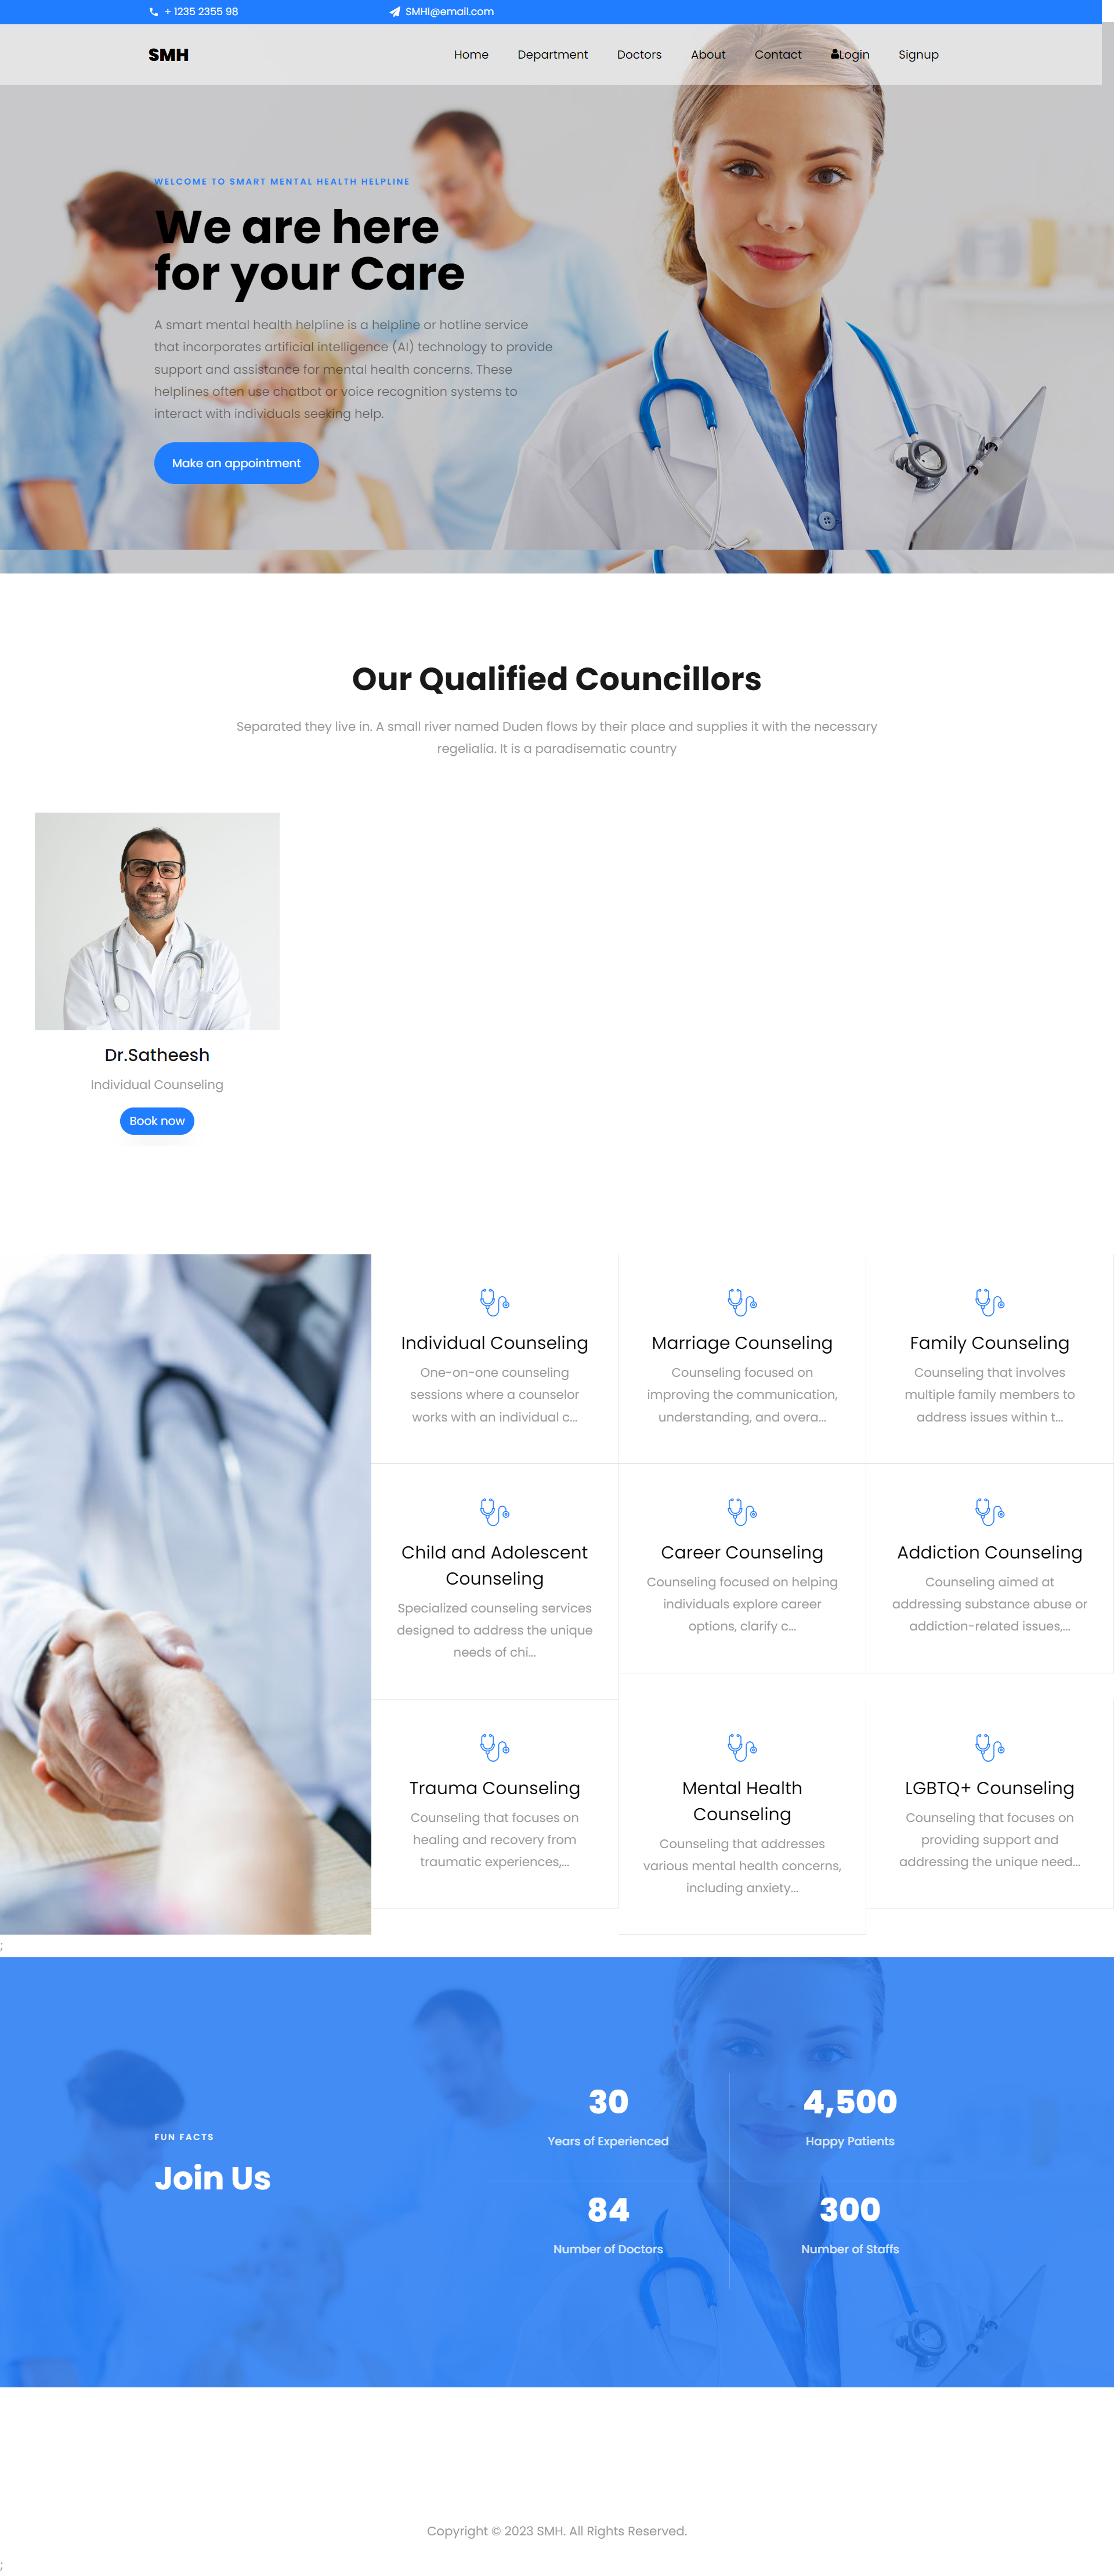 + 1235 2355 98
SMHI@email.com
SMH
Home Department Doctors About Contact Login Signup
WELCOME TO SMART MENTAL HEALTH HELPLINE
We are here
for your Care
A smart mental health helpline is a helpline or hotline service
that incorporates artificial intelligence (AI) technology to provide
support and assistance for mental health concerns. These
helplines often use chatbot or voice recognition systems to
interact with individuals seeking help.
Make an appointment
Our Qualified Councillors
Separated they live in. A small river named Duden flows by their place and supplies it with the necessary
regelialia. It is a paradisematic country
Dr.Satheesh
Individual Counseling
Book now
Individual Counseling
One-on-one counseling
sessions where a counselor
works with an individual c...
Marriage Counseling
Counseling focused on
improving the communication,
understanding, and overa...
Family Counseling
Counseling that involves
multiple family members to
address issues within t...
Child and Adolescent
Counseling
Specialized counseling services
designed to address the unique
needs of chi...
Career Counseling
Counseling focused on helping
individuals explore career
options, clarify c...
Addiction Counseling
Counseling aimed at
addressing substance abuse or
addiction-related issues,...
Trauma Counseling
Counseling that focuses on
healing and recovery from
traumatic experiences,...
Mental Health
Counseling
Counseling that addresses
various mental health concerns,
including anxiety...
LGBTQ+ Counseling
Counseling that focuses on
providing support and
addressing the unique need...
;
FUN FACTS
Join Us
30
Years of Experienced
4,500
Happy Patients
84
Number of Doctors
300
Number of Staffs
Copyright © 2023 SMH. All Rights Reserved.
;